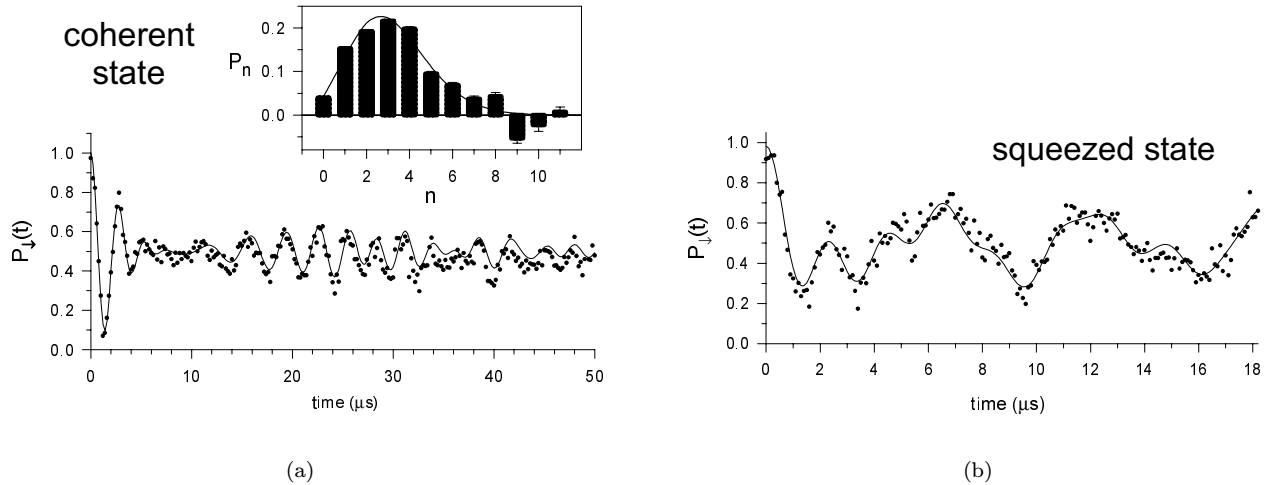 coherent
state
0.2
0.1
0.0
P_n
0 2 4 6 8 10
n
1.0
0.8
0.6
0.4
0.2
0.0
P↓(t)
0 10 20 30 40 50
time (μs)
(a)
squeezed state
1.0
0.8
0.6
0.4
0.2
0.0
P↓(t)
0 2 4 6 8 10 12 14 16 18
time (μs)
(b)